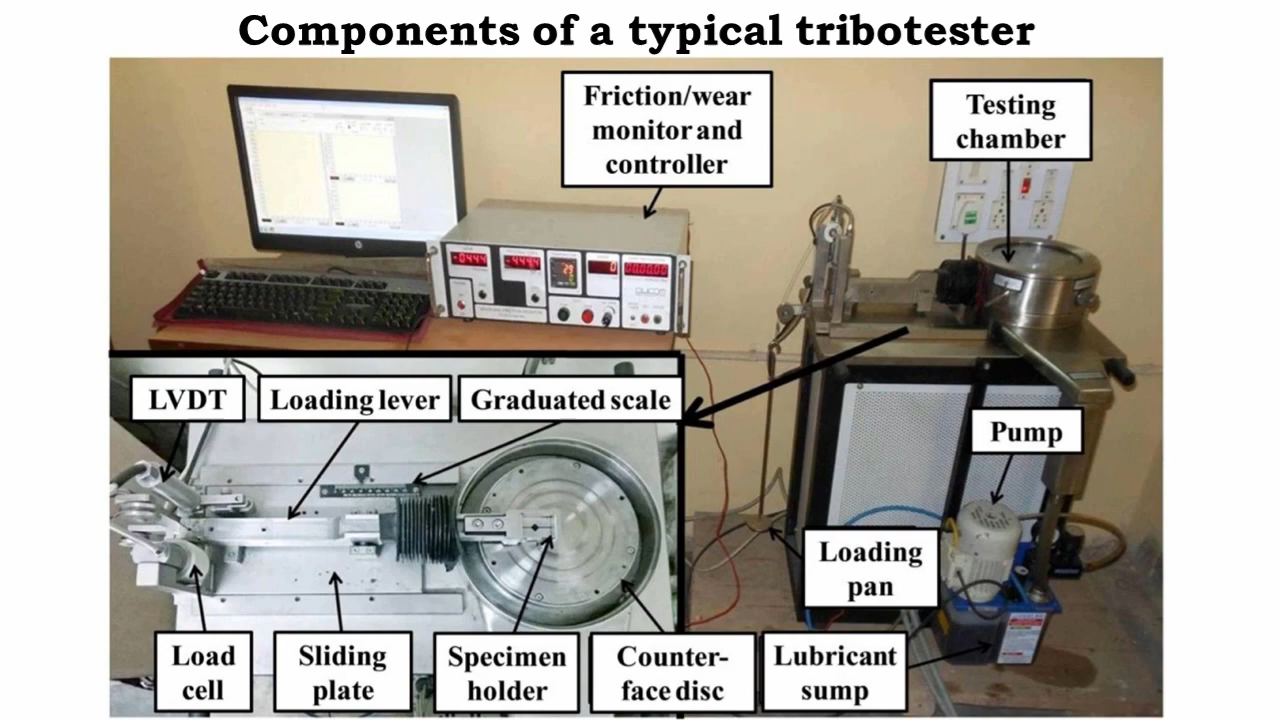 Components of a typical tribotester
Friction/wear
monitor and
controller
Testing
chamber
LVDT
Loading lever
Graduated scale
Pump
Loading
pan
Load
cell
Sliding
plate
Specimen
holder
Counter-
face disc
Lubricant
sump